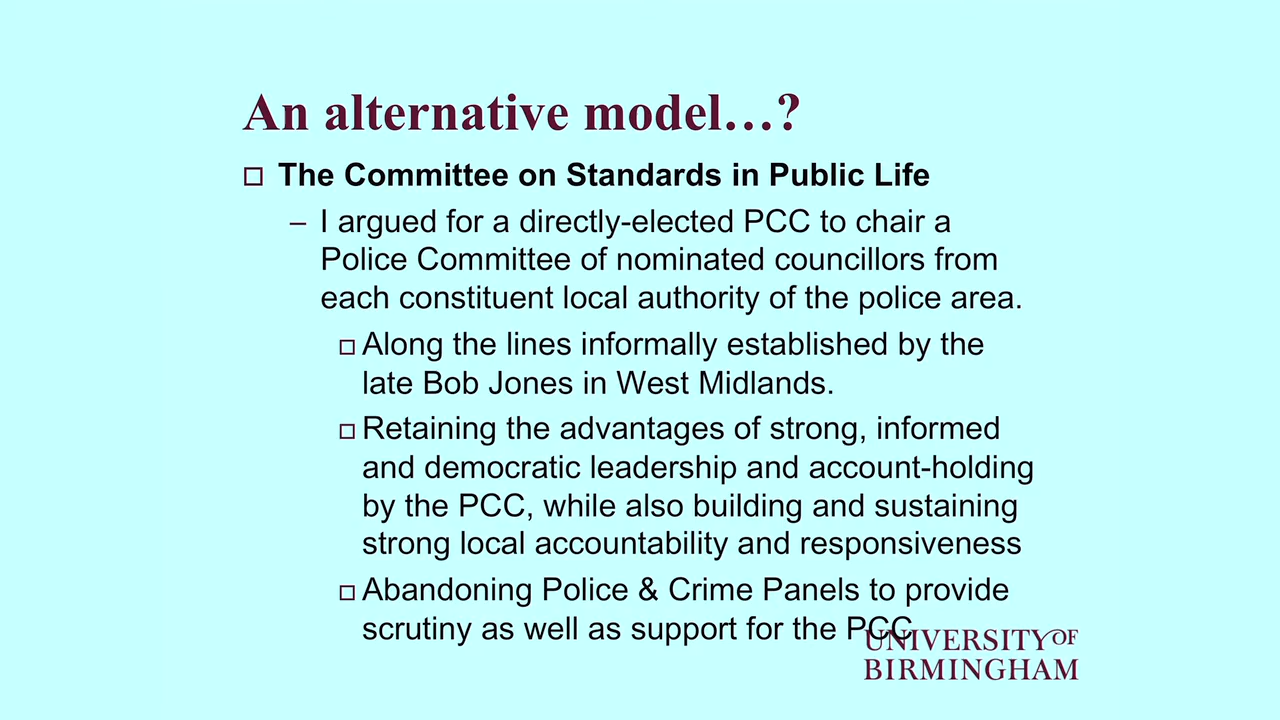 An alternative model…?
The Committee on Standards in Public Life
– I argued for a directly-elected PCC to chair a
Police Committee of nominated councillors from
each constituent local authority of the police area.
Along the lines informally established by the
late Bob Jones in West Midlands.
Retaining the advantages of strong, informed
and democratic leadership and account-holding
by the PCC, while also building and sustaining
strong local accountability and responsiveness
Abandoning Police & Crime Panels to provide
scrutiny as well as support for the PCC
UNIVERSITY OF
BIRMINGHAM